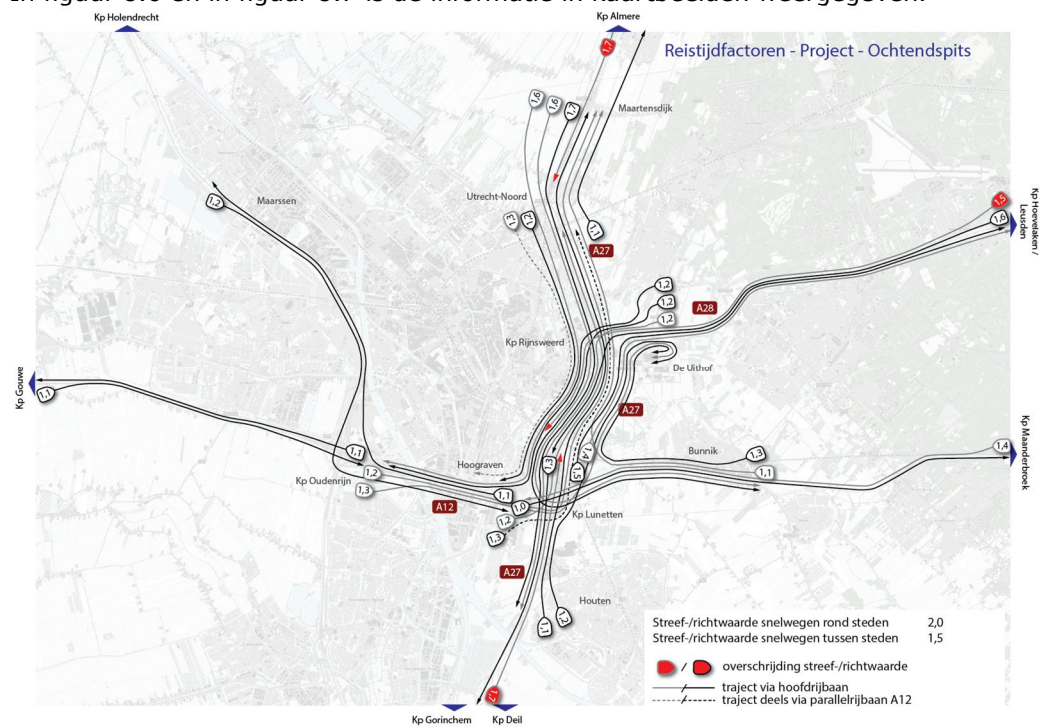 In figuur 6.6 en in figuur 6.7 is de informatie in kaartbeelden weergegeven.
Kp Holendrecht
Kp Almere
Reistijdfactoren - Project - Ochtendspits
1,7
Maartensdijk
1,6
1,6
1,2
Maarssen
1,2
Utrecht-Noord
1,3
1,2
1,1
A27
1,5
1,6
Kp Hoevelaken /
Leusden
1,2
1,2
1,2
A28
Kp Rijnsweerd
De Uithof
Kp Gouwe
1,1
A27
Bunnik
1,3
1,1
1,4
Kp Maanderbroek
Hoograven
1,1
1,2
1,3
1,4
1,5
Kp Oudenrijn
1,3
1,1
1,0
A12
1,2
1,3
Kp Lunetten
A27
Houten
1,1
1,2
1,7
Kp Gorinchem
Kp Deil
Streef-/richtwaarde snelwegen rond steden 2,0
Streef-/richtwaarde snelwegen tussen steden 1,5
/ overschrijding streef-/richtwaarde
traject via hoofdrijbaan
traject deels via parallelrijbaan A12